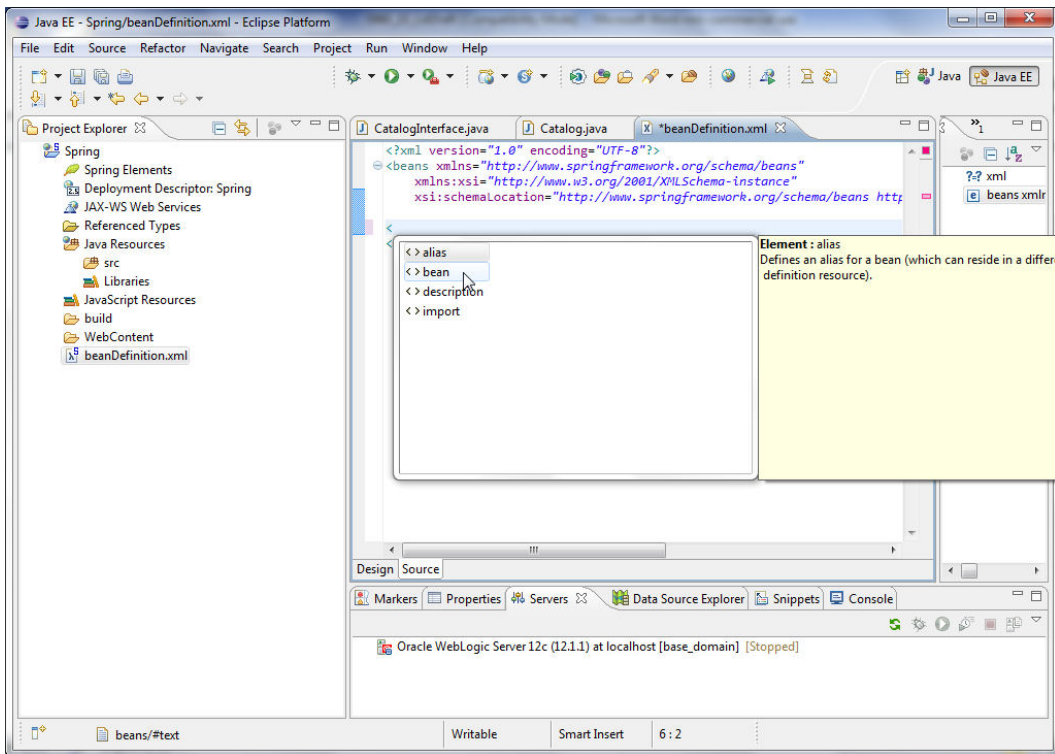 Java EE - Spring/beanDefinition.xml - Eclipse Platform
File Edit Source Refactor Navigate Search Project Run Window Help
Java Java EE
Project Explorer
Spring
Spring Elements
Deployment Descriptor: Spring
JAX-WS Web Services
Referenced Types
Java Resources
src
Libraries
JavaScript Resources
build
WebContent
beanDefinition.xml
CatalogInterface.java Catalog.java *beanDefinition.xml
<?xml version="1.0" encoding="UTF-8"?>
<beans xmlns="http://www.springframework.org/schema/beans"
xmlns:xsi="http://www.w3.org/2001/XMLSchema-instance"
xsi:schemaLocation="http://www.springframework.org/schema/beans http
<
<
<> alias
<> bean
<> description
<> import
Element : alias
Defines an alias for a bean (which can reside in a differe
definition resource).
»1
?=? xml
e beans xmlr
Design Source
Markers Properties Servers Data Source Explorer Snippets Console
Oracle WebLogic Server 12c (12.1.1) at localhost [base_domain] [Stopped]
beans/#text Writable Smart Insert 6 : 2